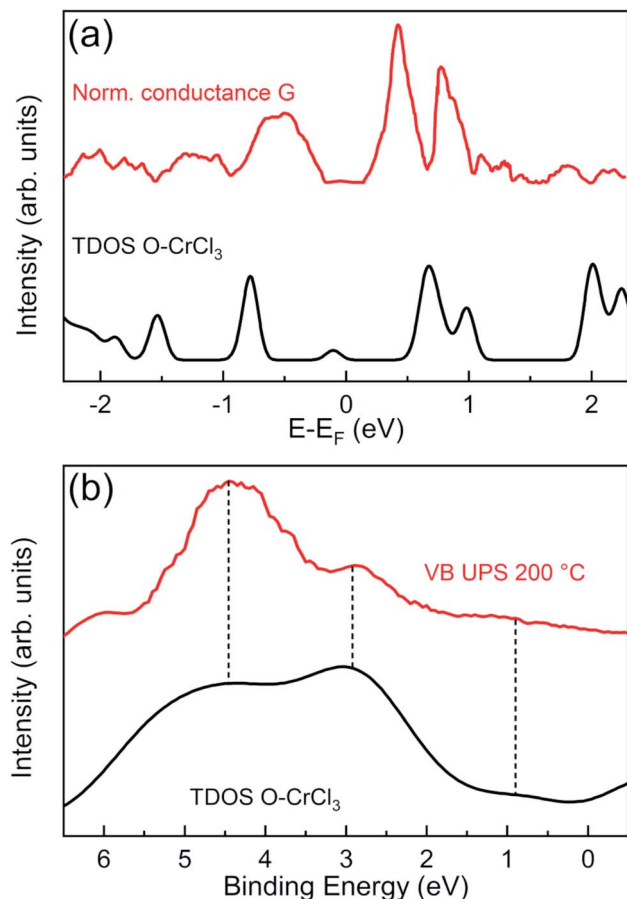 (a)
Norm. conductance G
TDOS O-CrCl₃
Intensity (arb. units)
-2 -1 0 1 2
E-E_F (eV)
(b)
VB UPS 200 °C
TDOS O-CrCl₃
Intensity (arb. units)
6 5 4 3 2 1 0
Binding Energy (eV)